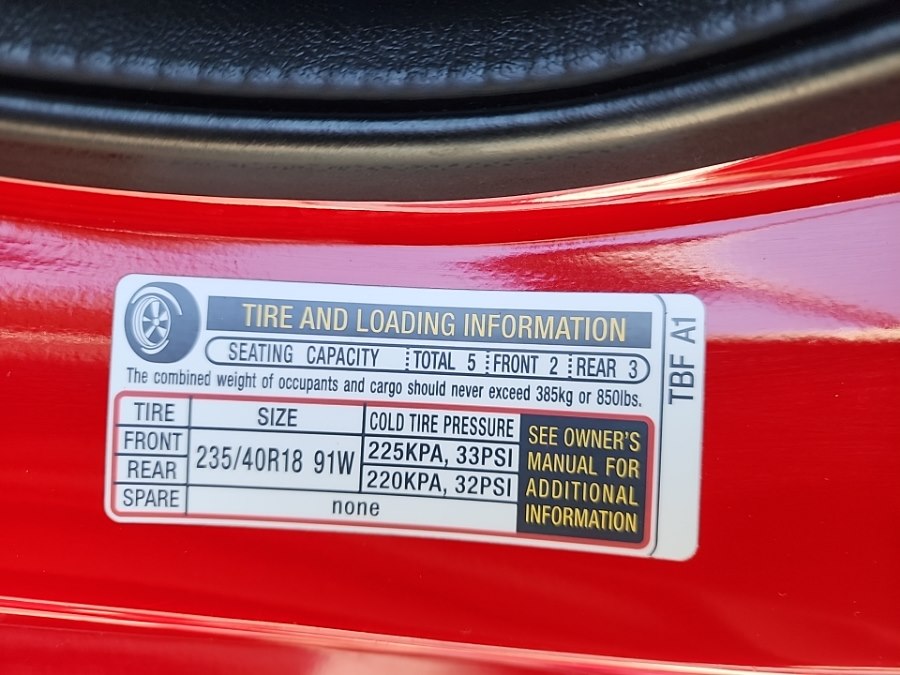 TIRE AND LOADING INFORMATION
SEATING CAPACITY TOTAL 5 FRONT 2 REAR 3
The combined weight of occupants and cargo should never exceed 385kg or 850lbs.
TIRE SIZE COLD TIRE PRESSURE
FRONT 235/40R18 91W 225KPA, 33PSI
REAR 220KPA, 32PSI
SPARE none
SEE OWNER'S
MANUAL FOR
ADDITIONAL
INFORMATION
TBF A1